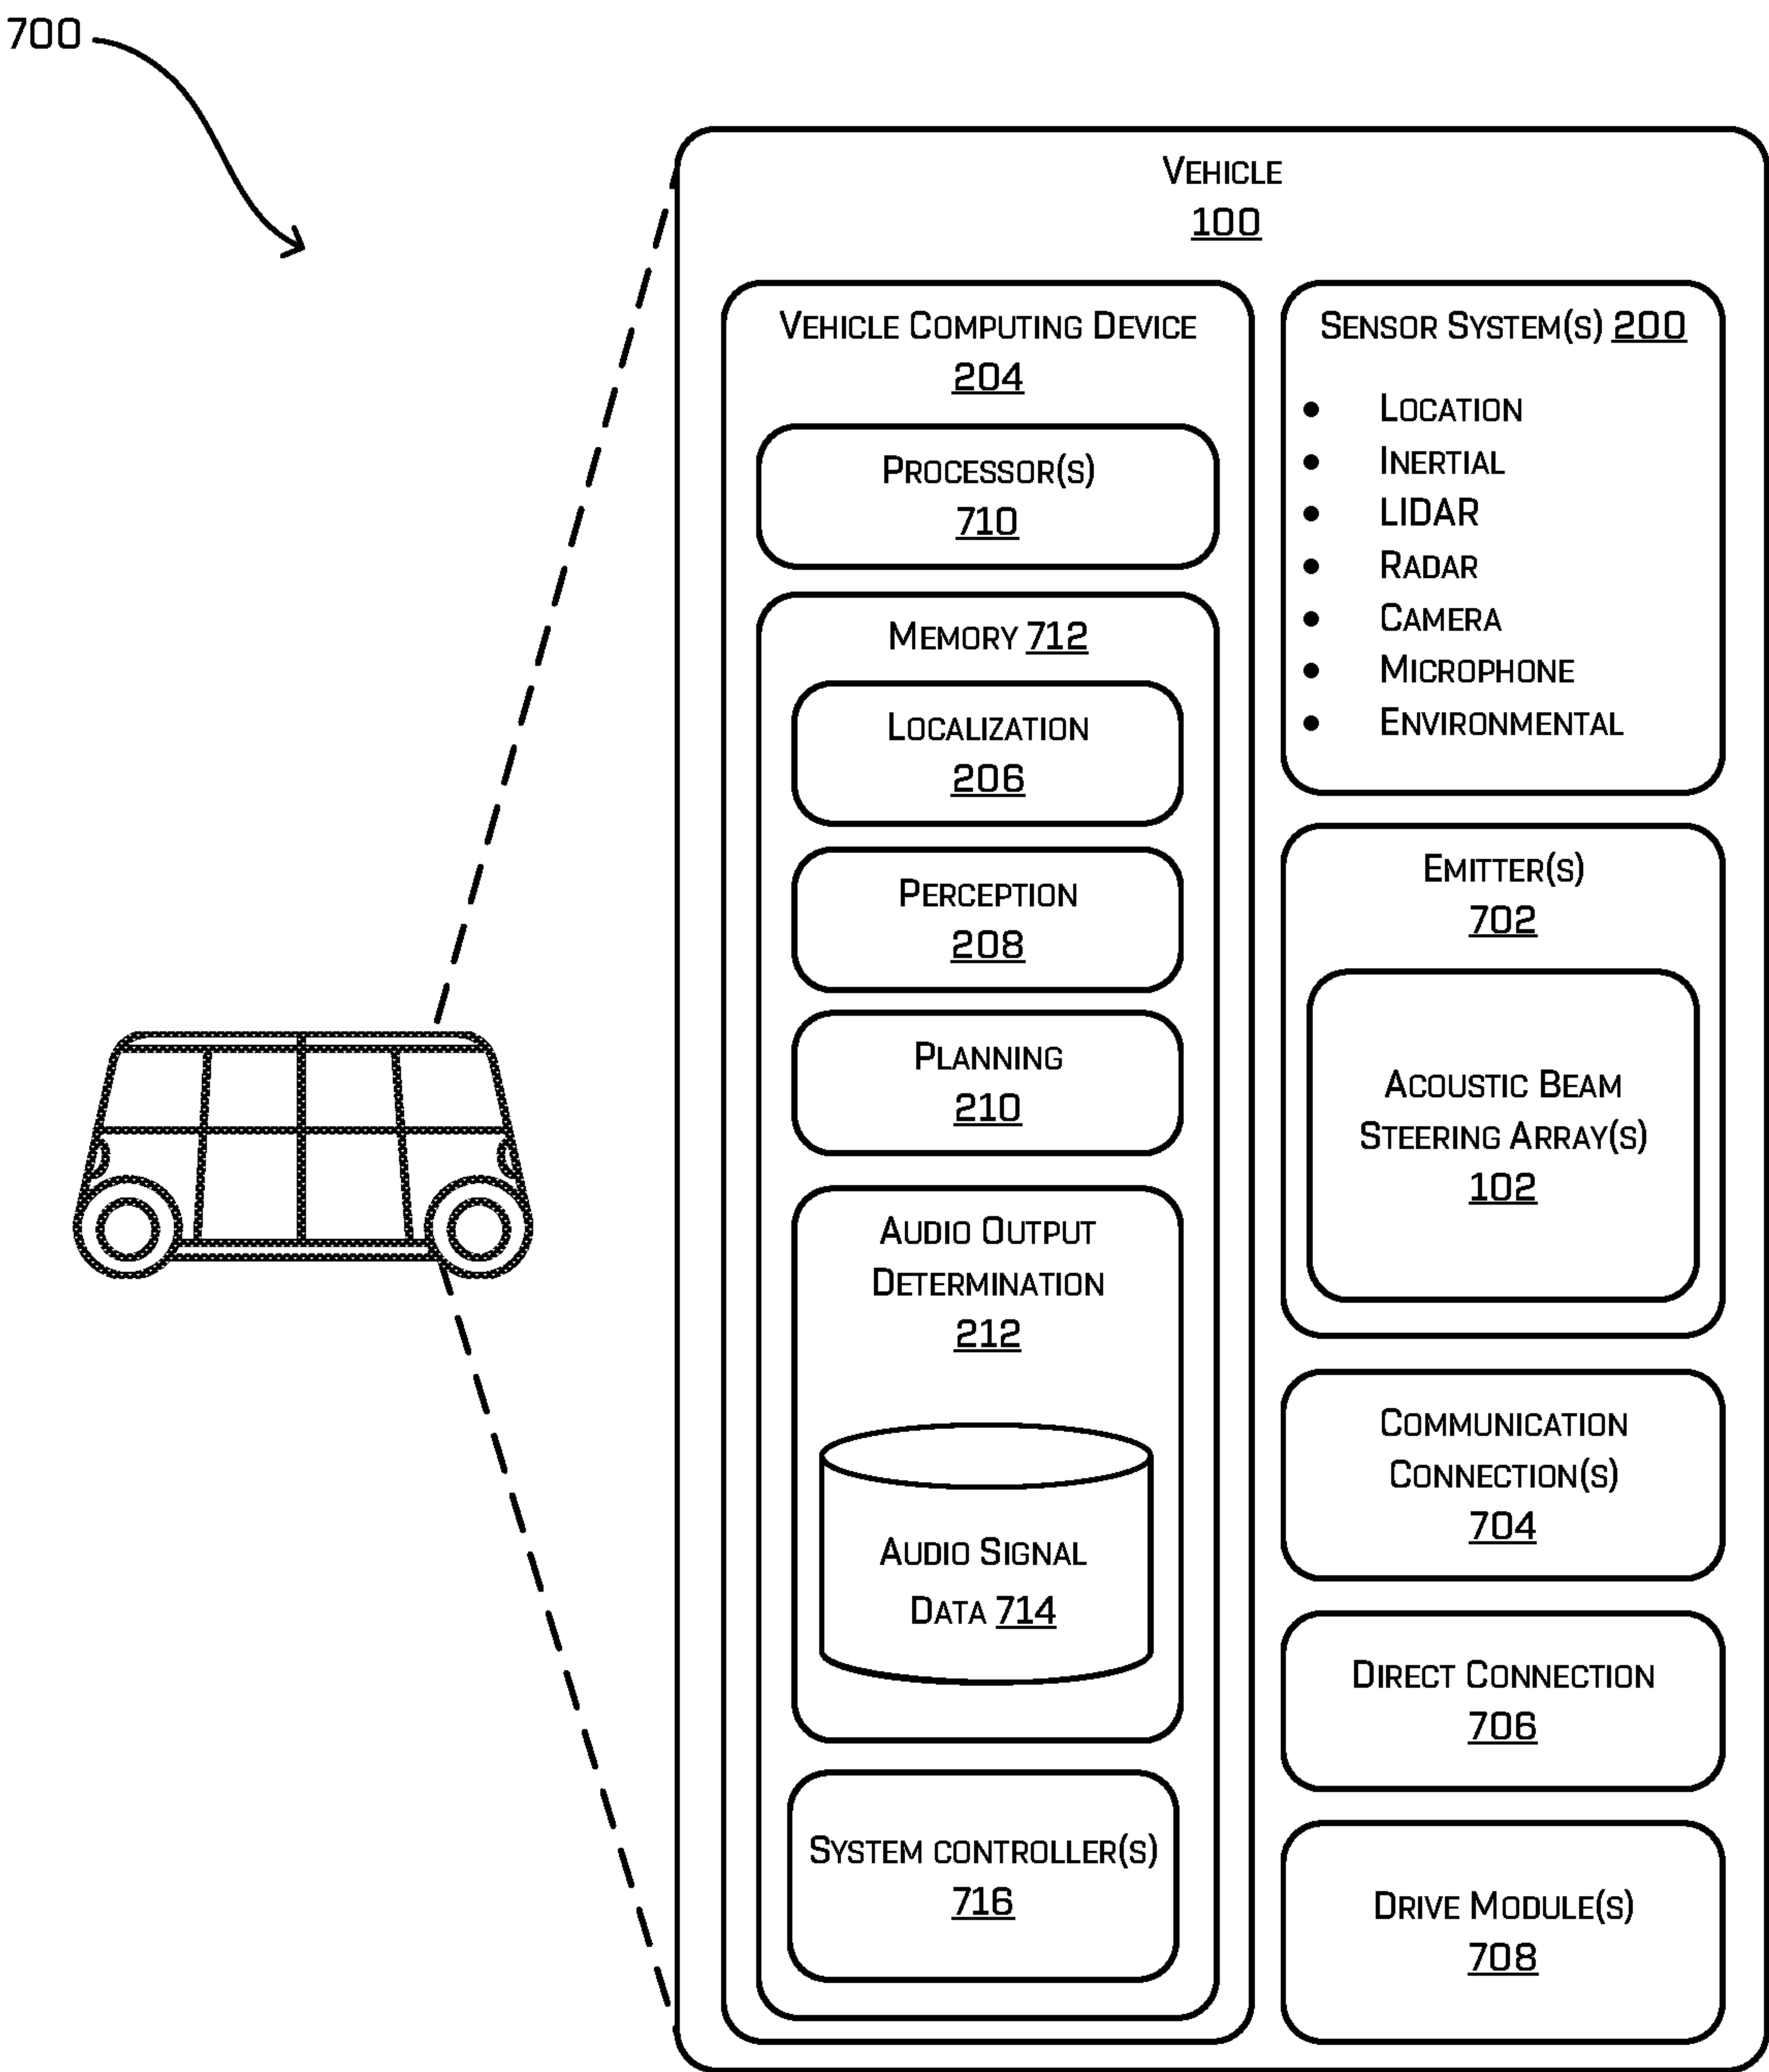 700
VEHICLE
100
VEHICLE COMPUTING DEVICE
204
PROCESSOR(S)
710
MEMORY 712
LOCALIZATION
206
PERCEPTION
208
PLANNING
210
AUDIO OUTPUT
DETERMINATION
212
AUDIO SIGNAL
DATA 714
SYSTEM CONTROLLER(S)
716
SENSOR SYSTEM(S) 200
• LOCATION
• INERTIAL
• LIDAR
• RADAR
• CAMERA
• MICROPHONE
• ENVIRONMENTAL
EMITTER(S)
702
ACOUSTIC BEAM
STEERING ARRAY(S)
102
COMMUNICATION
CONNECTION(S)
704
DIRECT CONNECTION
706
DRIVE MODULE(S)
708